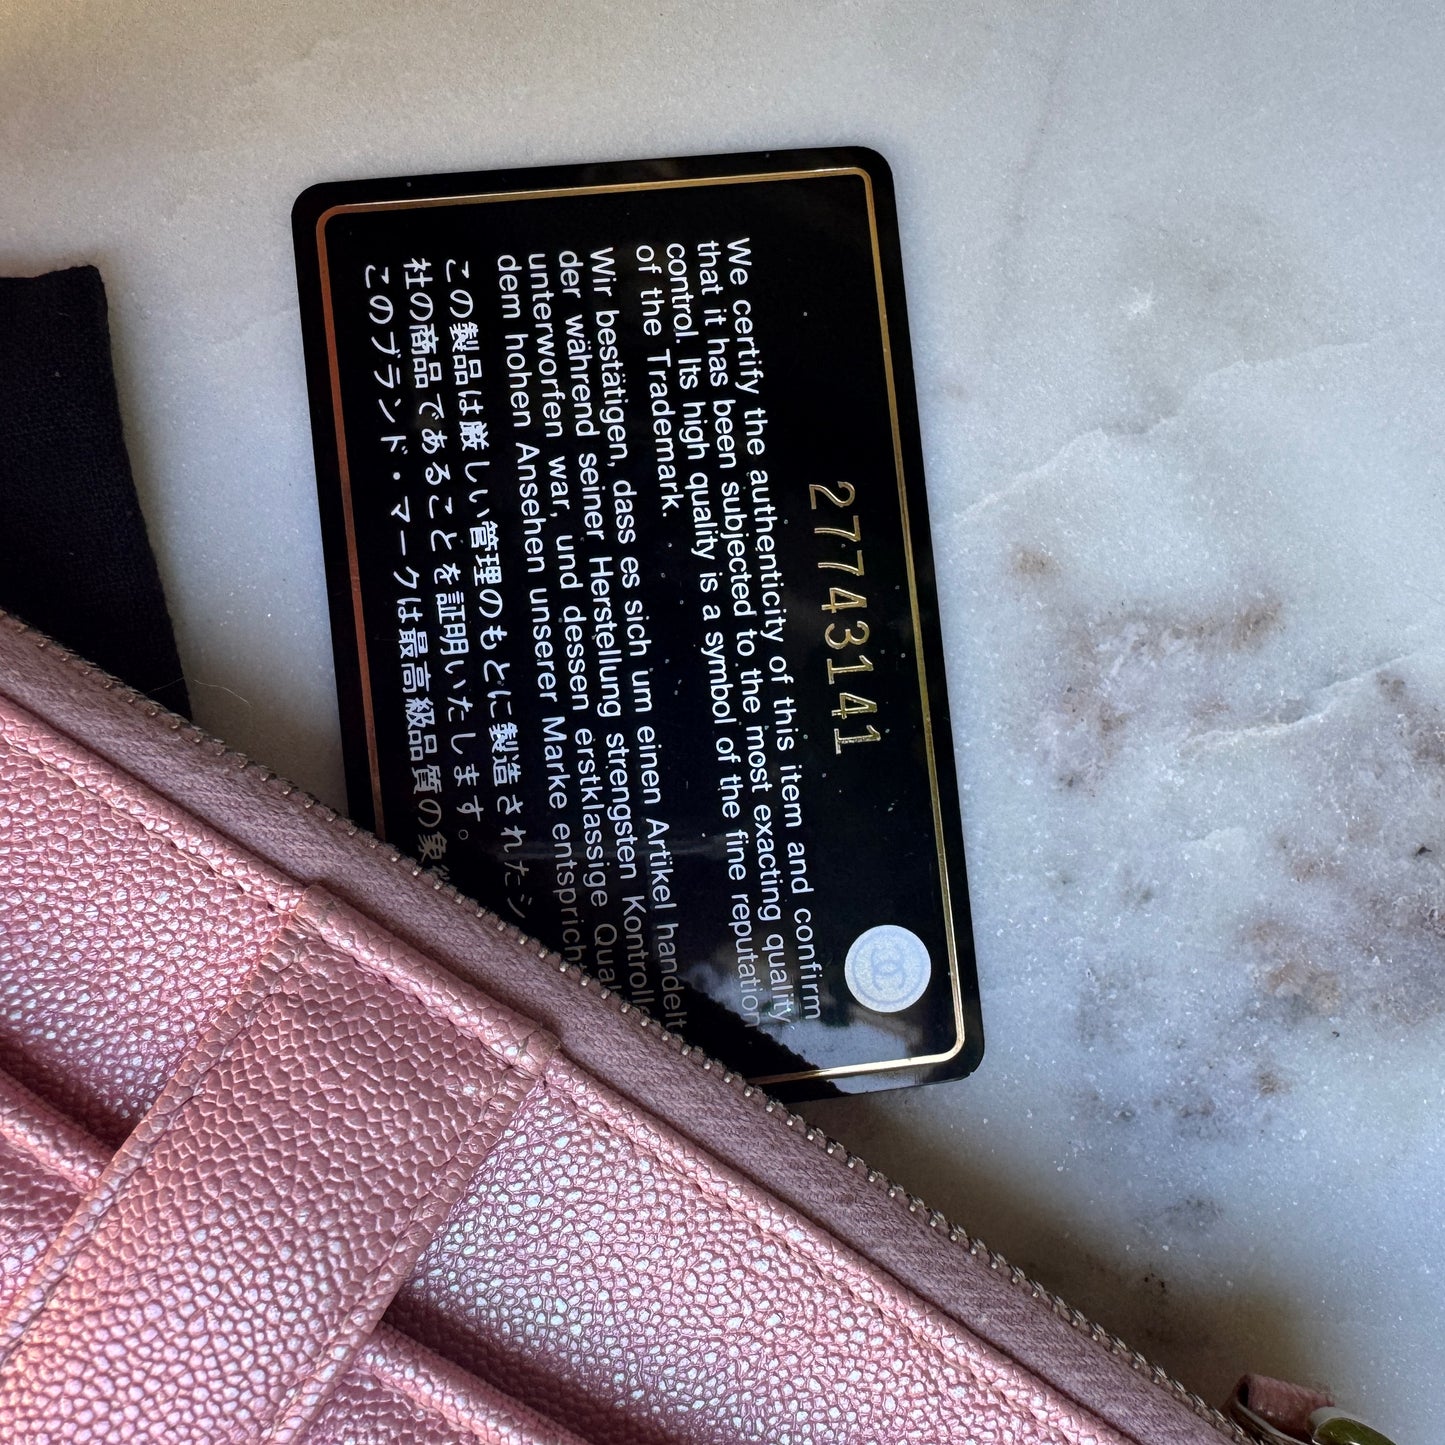 27743141
We certify the authenticity of this item and confirm
that it has been subjected to the most exacting quality
control. Its high quality is a symbol of the fine reputation
of the Trademark.
Wir bestätigen, dass es sich um einen Artikel handelt
der während seiner Herstellung strengsten Kontroll
unterworfen war, und dessen erstklassige Qual
dem hohen Ansehen unserer Marke entsprich
この製品は厳しい管理のもとに製造されたシ
社の商品であることを証明いたします。
このブランド・マークは最高級品質の象